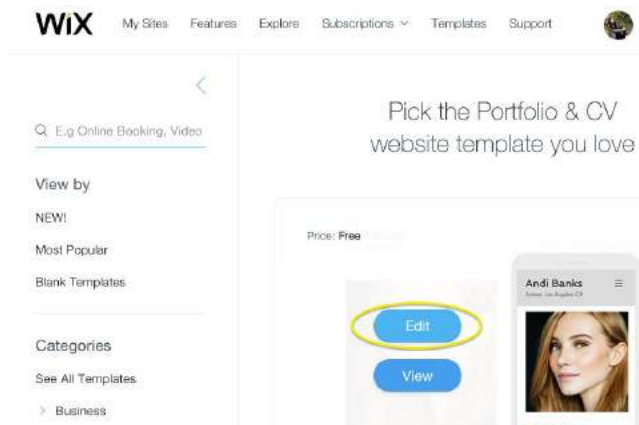 WiX
My Sites Features Explore Subscriptions Templates Support
E.g Online Booking, Video
View by
NEW!
Most Popular
Blank Templates
Categories
See All Templates
Business
Pick the Portfolio & CV
website template you love
Price: Free
Edit
View
Andi Banks